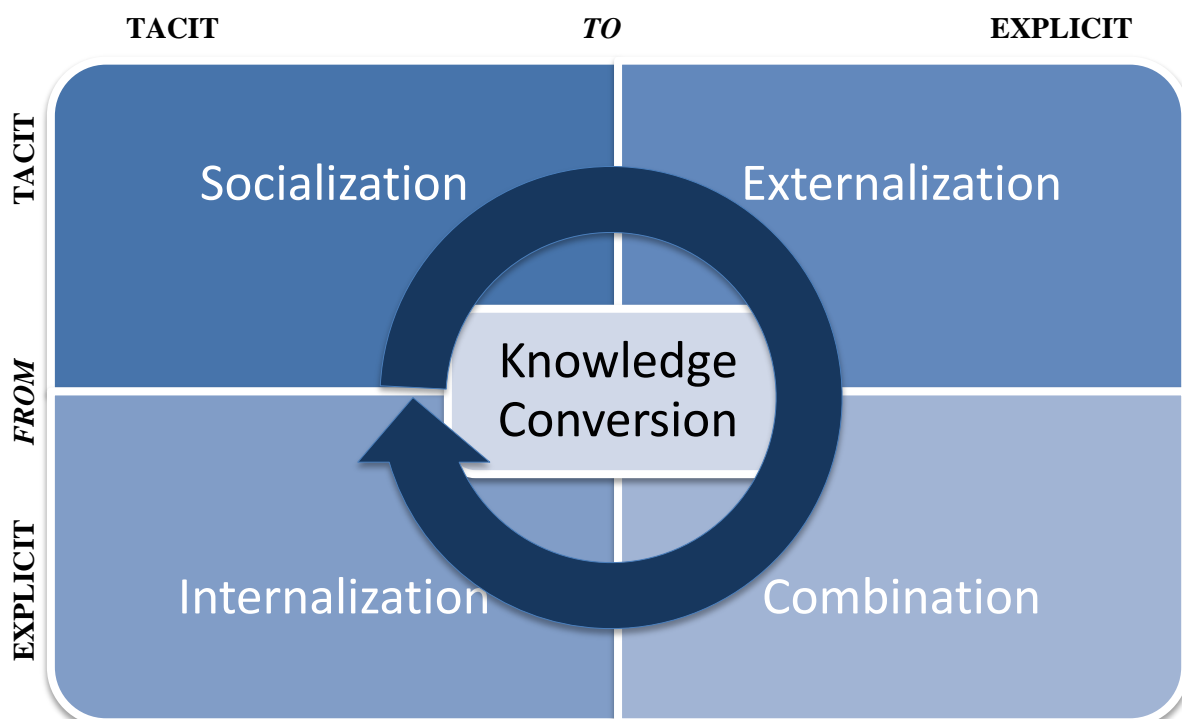 TACIT TO EXPLICIT
TACIT
Socialization Externalization
FROM
Knowledge
Conversion
EXPLICIT
Internalization Combination